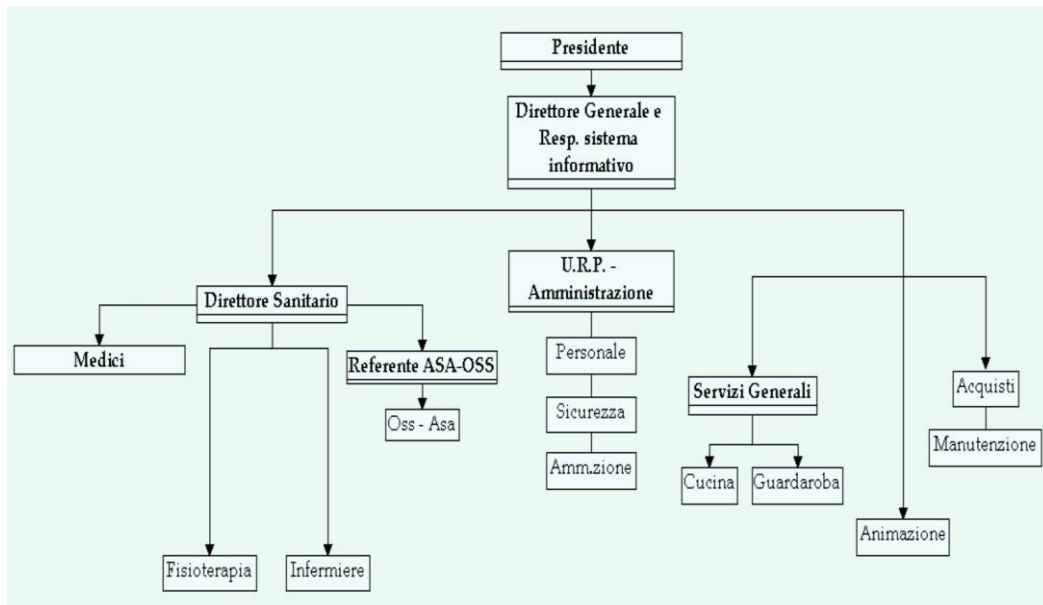 Presidente
Direttore Generale e
Resp. sistema
informativo
U.R.P. -
Amministrazione
Direttore Sanitario
Medici
Referente ASA-OSS
Oss - Asa
Personale
Sicurezza
Amm.zione
Servizi Generali
Acquisti
Manutenzione
Cucina
Guardaroba
Animazione
Fisioterapia
Infermiere